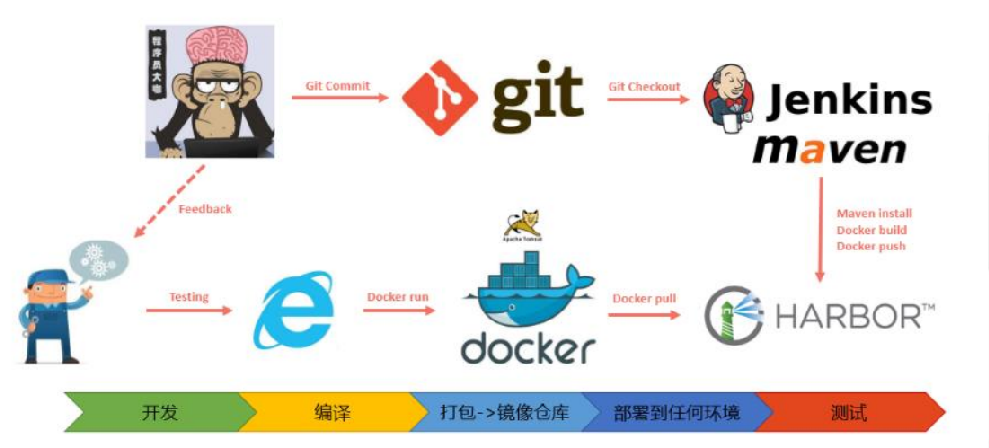 程序员大咖
Git Commit
git
Git Checkout
Jenkins
maven
Feedback
Maven install
Docker build
Docker push
Apache Tomcat
Testing
Docker run
docker
Docker pull
HARBOR™
开发
编译
打包->镜像仓库
部署到任何环境
测试